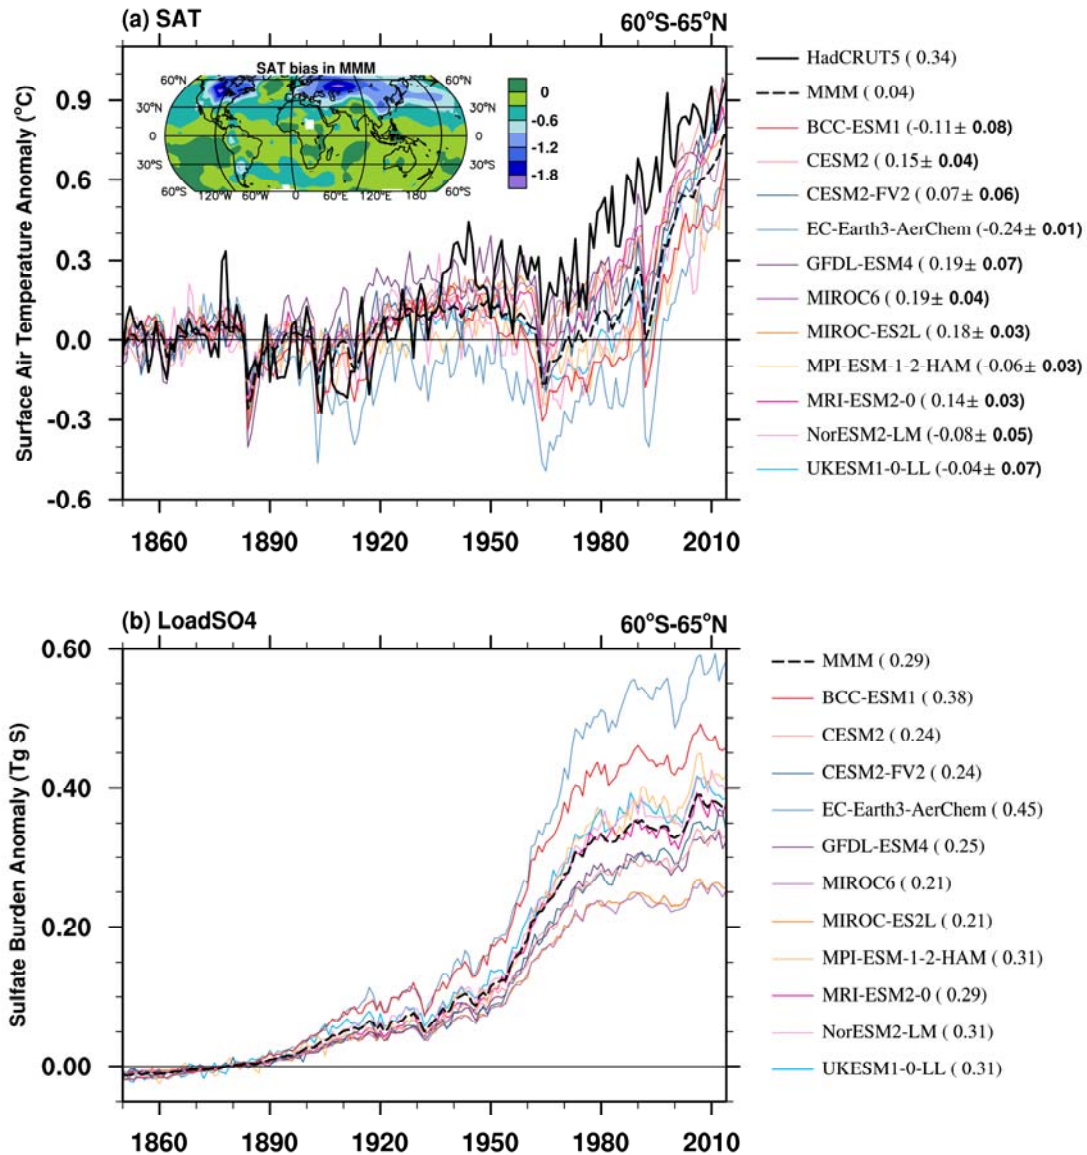 (a) SAT
60°S-65°N
SAT bias in MMM
60°N
60°N
30°N
30°N
0
0
30°S
30°S
60°S
60°S
120°W
60°W
0
60°E
120°E
180°
0
-0.6
-1.2
-1.8
Surface Air Temperature Anomaly (°C)
0.9
0.6
0.3
0.0
-0.3
-0.6
1860
1890
1920
1950
1980
2010
HadCRUT5 ( 0.34)
MMM ( 0.04)
BCC-ESM1 (-0.11± 0.08)
CESM2 ( 0.15± 0.04)
CESM2-FV2 ( 0.07± 0.06)
EC-Earth3-AerChem (-0.24± 0.01)
GFDL-ESM4 ( 0.19± 0.07)
MIROC6 ( 0.19± 0.04)
MIROC-ES2L ( 0.18± 0.03)
MPI-ESM-1-2-HAM (-0.06± 0.03)
MRI-ESM2-0 ( 0.14± 0.03)
NorESM2-LM (-0.08± 0.05)
UKESM1-0-LL (-0.04± 0.07)
(b) LoadSO4
60°S-65°N
Sulfate Burden Anomaly (Tg S)
0.60
0.40
0.20
0.00
1860
1890
1920
1950
1980
2010
MMM ( 0.29)
BCC-ESM1 ( 0.38)
CESM2 ( 0.24)
CESM2-FV2 ( 0.24)
EC-Earth3-AerChem ( 0.45)
GFDL-ESM4 ( 0.25)
MIROC6 ( 0.21)
MIROC-ES2L ( 0.21)
MPI-ESM-1-2-HAM ( 0.31)
MRI-ESM2-0 ( 0.29)
NorESM2-LM ( 0.31)
UKESM1-0-LL ( 0.31)